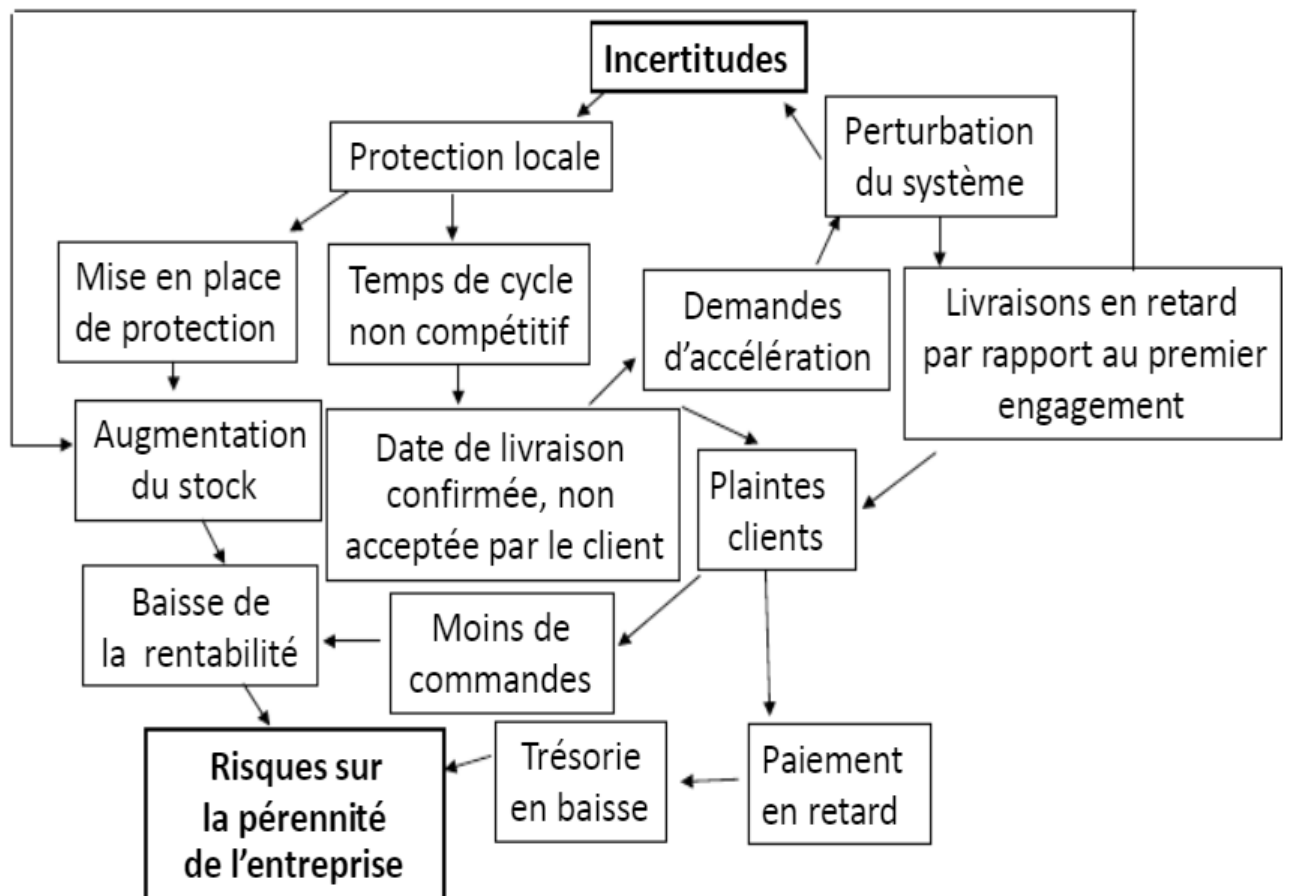 Incertitudes
Protection locale
Perturbation
du système
Mise en place
de protection
Temps de cycle
non compétitif
Demandes
d'accélération
Livraisons en retard
par rapport au premier
engagement
Augmentation
du stock
Date de livraison
confirmée, non
acceptée par le client
Plaintes
clients
Baisse de
la rentabilité
Moins de
commandes
Risques sur
la pérennité
de l'entreprise
Trésorie
en baisse
Paiement
en retard